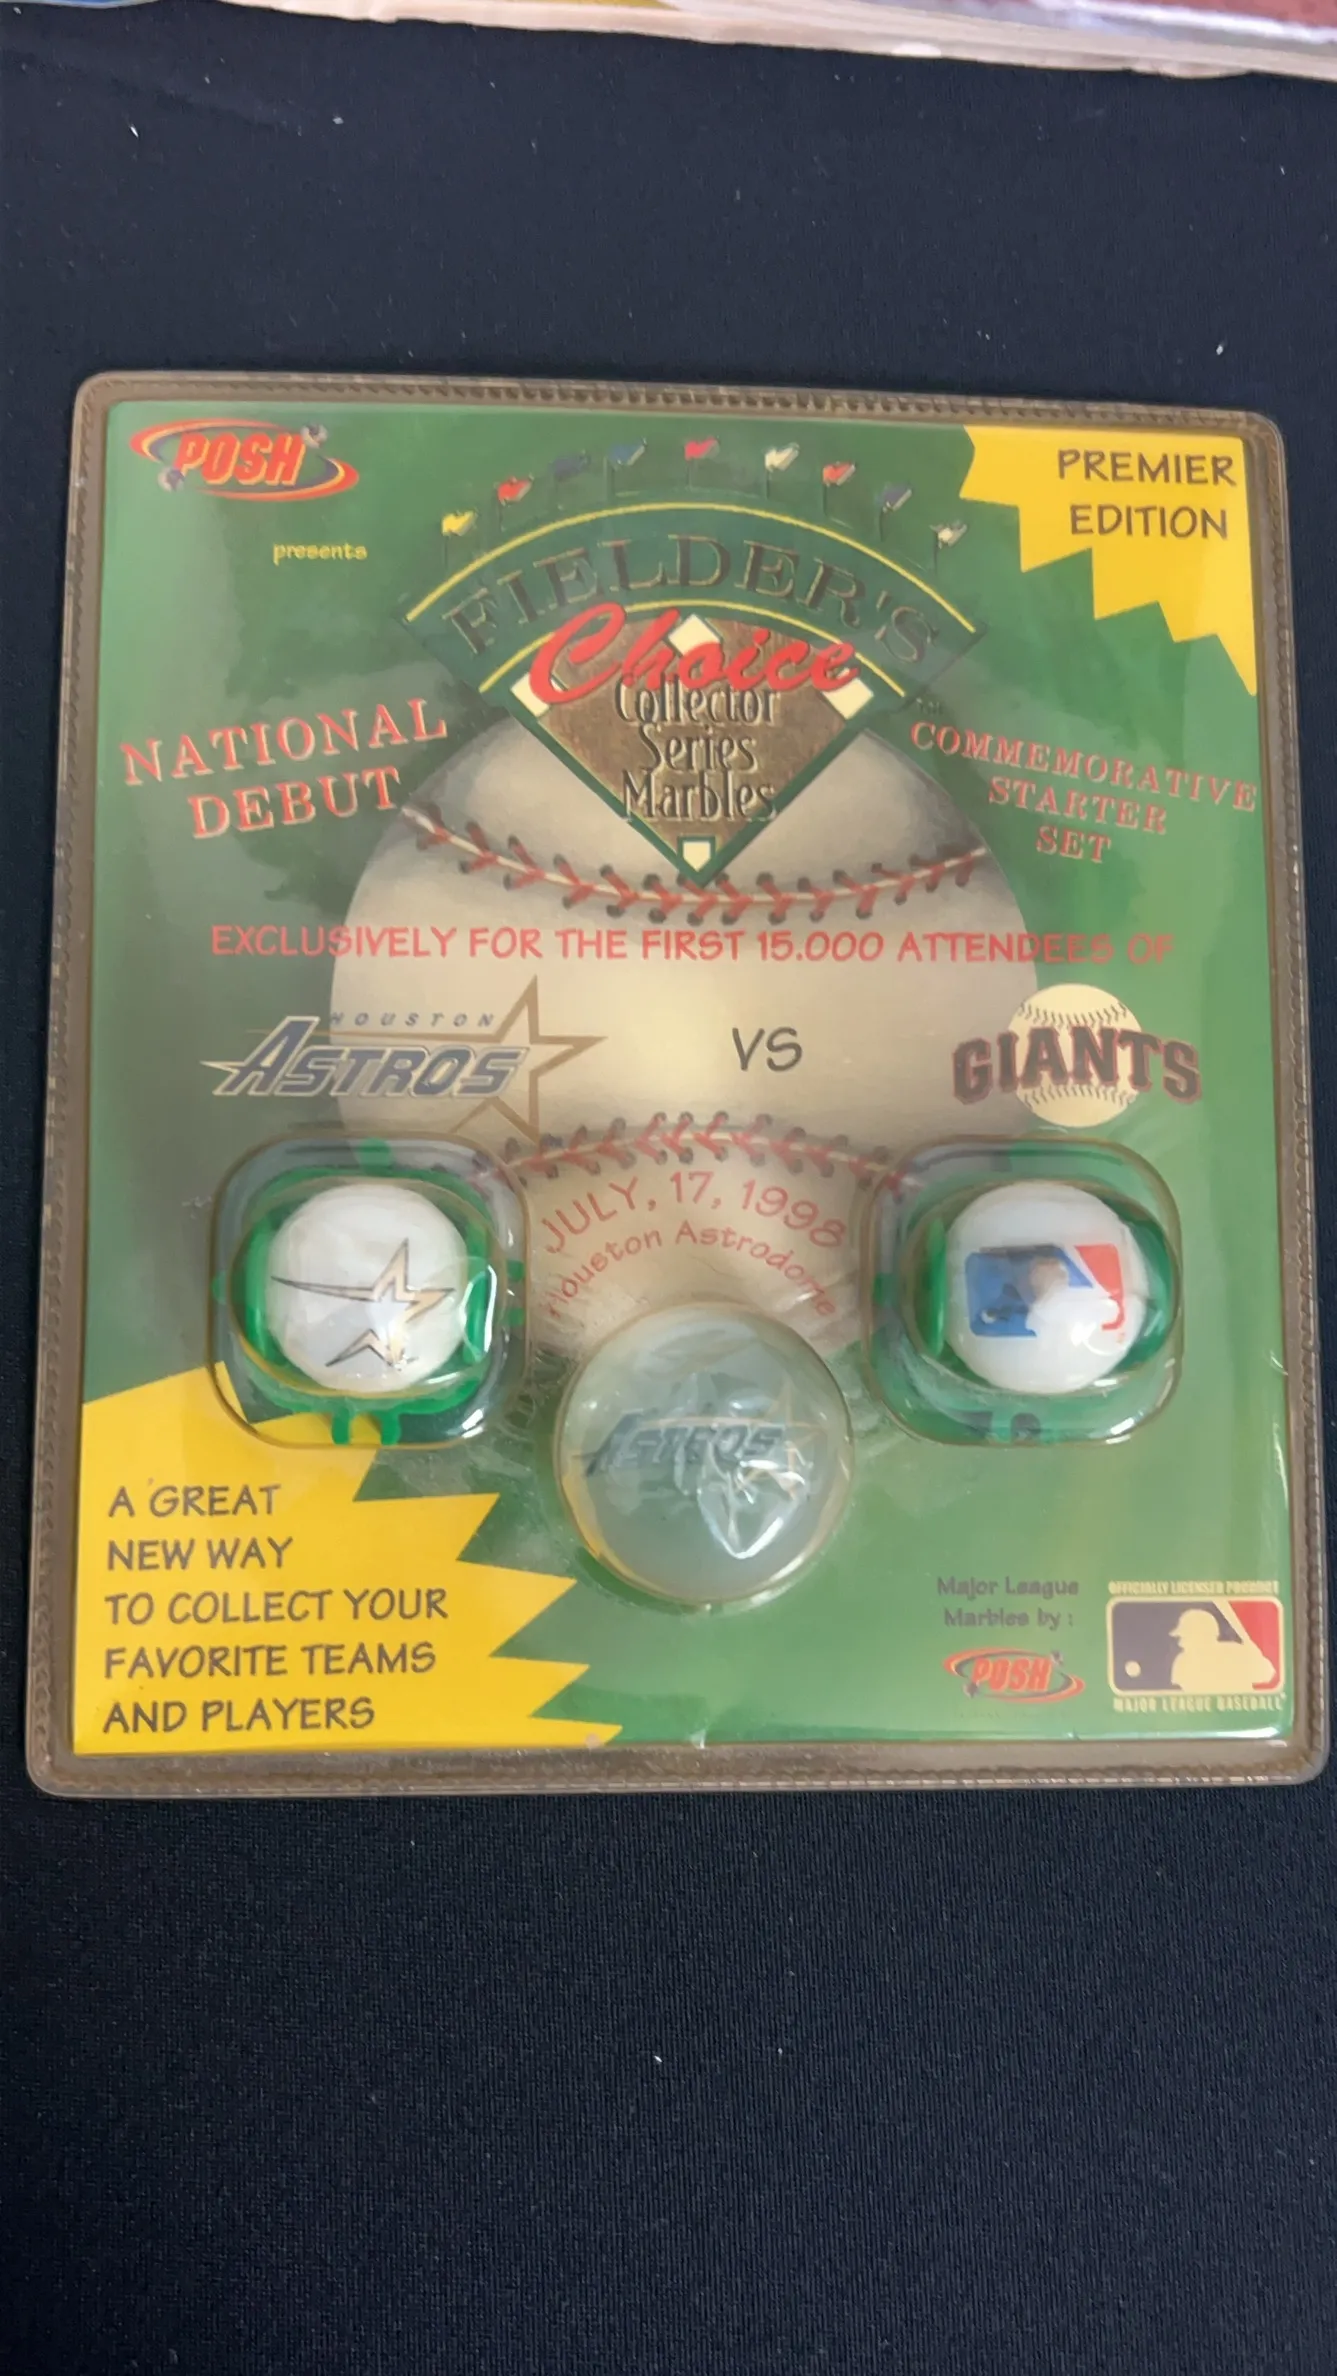 POSH
presents
PREMIER
EDITION
FIELDER'S
Choice
Collector
Series
Marbles
NATIONAL
DEBUT
COMMEMORATIVE
STARTER
SET
EXCLUSIVELY FOR THE FIRST 15.000 ATTENDEES OF
HOUSTON
ASTROS
VS
GIANTS
JULY, 17, 1998
Houston Astrodome
ASTROS
A GREAT
NEW WAY
TO COLLECT YOUR
FAVORITE TEAMS
AND PLAYERS
Major League
Marbles by :
POSH
OFFICIALLY LICENSED PRODUCT
MAJOR LEAGUE BASEBALL